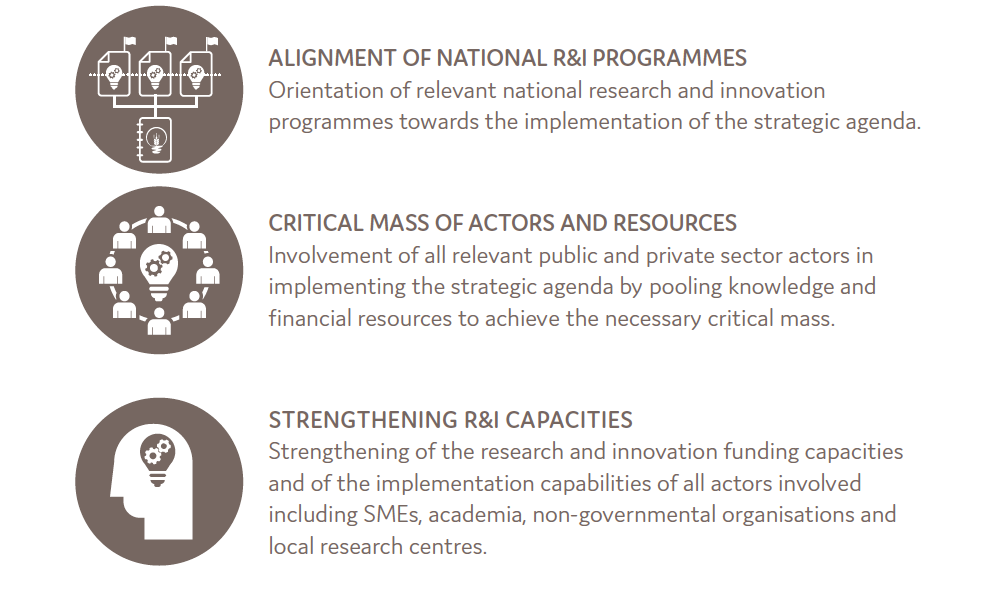 ALIGNMENT OF NATIONAL R&I PROGRAMMES
Orientation of relevant national research and innovation
programmes towards the implementation of the strategic agenda.
CRITICAL MASS OF ACTORS AND RESOURCES
Involvement of all relevant public and private sector actors in
implementing the strategic agenda by pooling knowledge and
financial resources to achieve the necessary critical mass.
STRENGTHENING R&I CAPACITIES
Strengthening of the research and innovation funding capacities
and of the implementation capabilities of all actors involved
including SMEs, academia, non-governmental organisations and
local research centres.